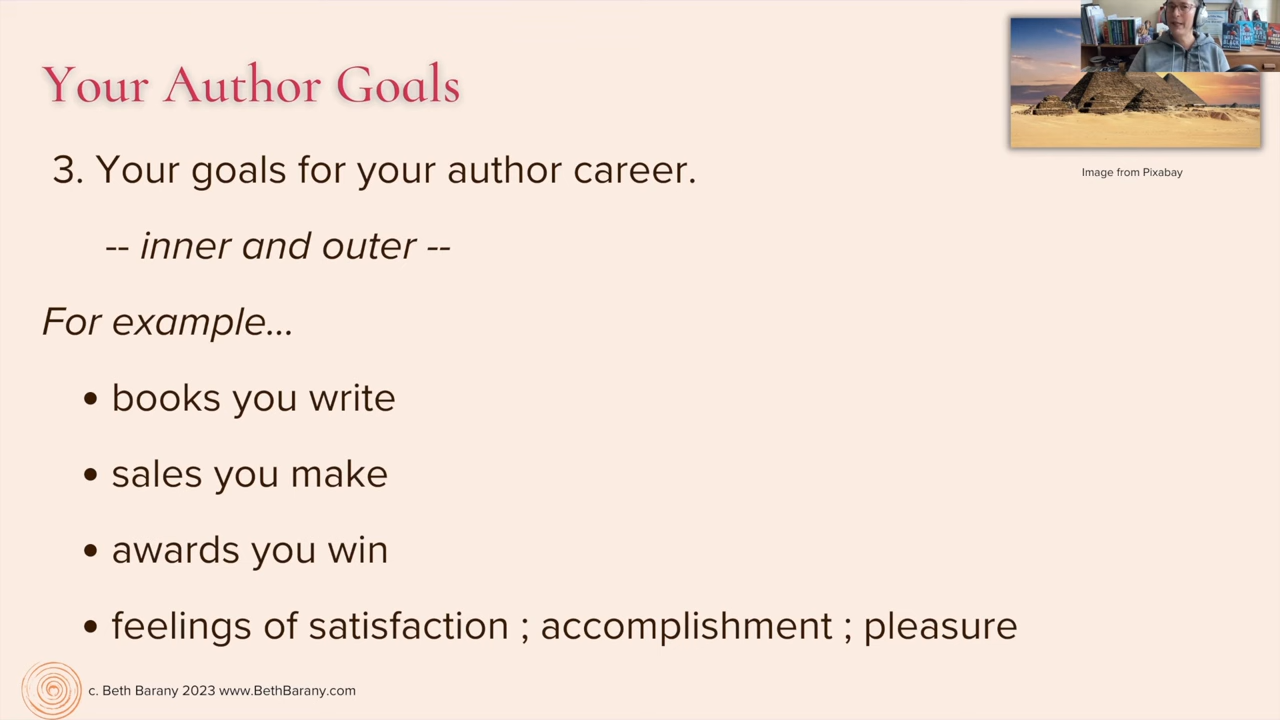 Your Author Goals
3. Your goals for your author career.
-- inner and outer --
For example...
• books you write
• sales you make
• awards you win
• feelings of satisfaction ; accomplishment ; pleasure
Image from Pixabay
c. Beth Barany 2023 www.BethBarany.com